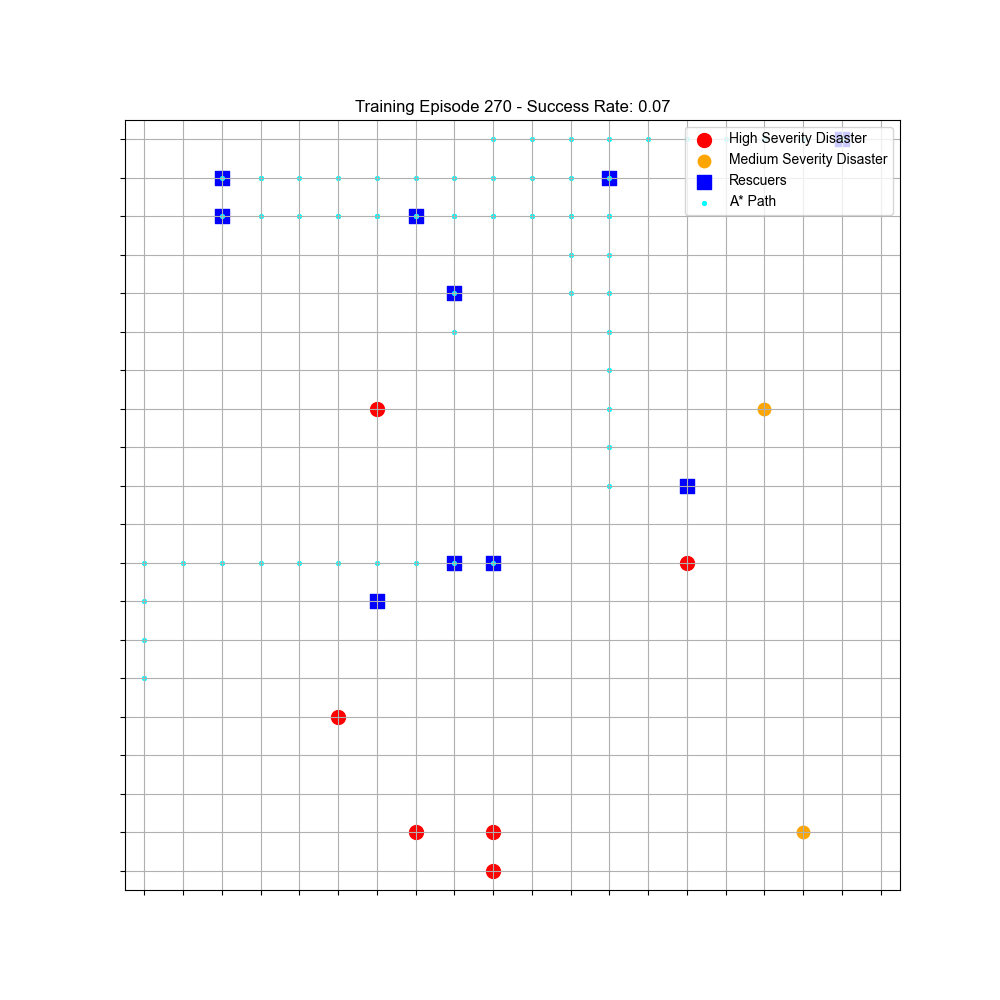 Training Episode 270 - Success Rate: 0.07
High Severity Disaster
Medium Severity Disaster
Rescuers
A* Path